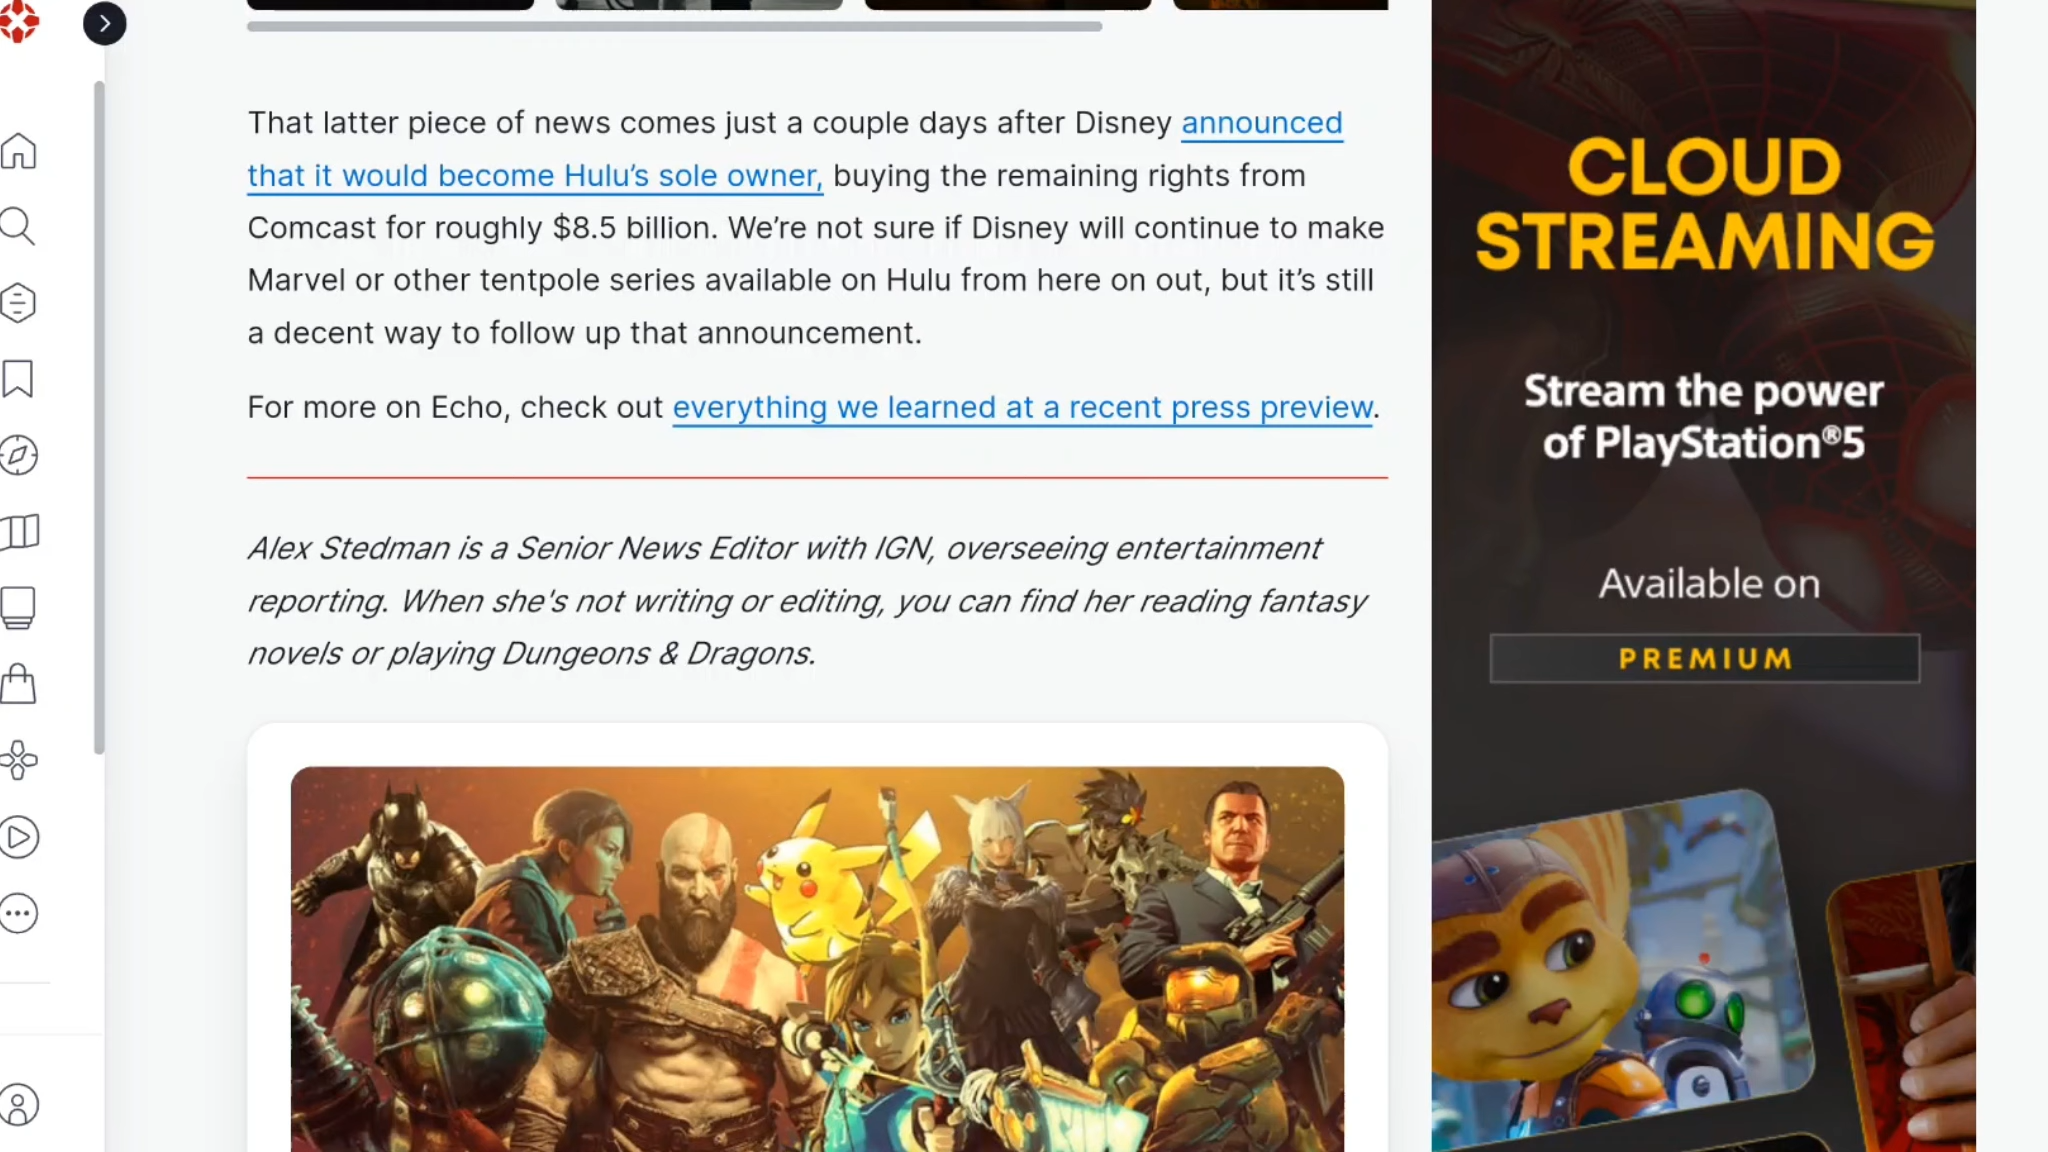 That latter piece of news comes just a couple days after Disney announced
that it would become Hulu’s sole owner, buying the remaining rights from
Comcast for roughly $8.5 billion. We’re not sure if Disney will continue to make
Marvel or other tentpole series available on Hulu from here on out, but it’s still
a decent way to follow up that announcement.
For more on Echo, check out everything we learned at a recent press preview.
Alex Stedman is a Senior News Editor with IGN, overseeing entertainment
reporting. When she's not writing or editing, you can find her reading fantasy
novels or playing Dungeons & Dragons.
CLOUD
STREAMING
Stream the power
of PlayStation®5
Available on
PREMIUM